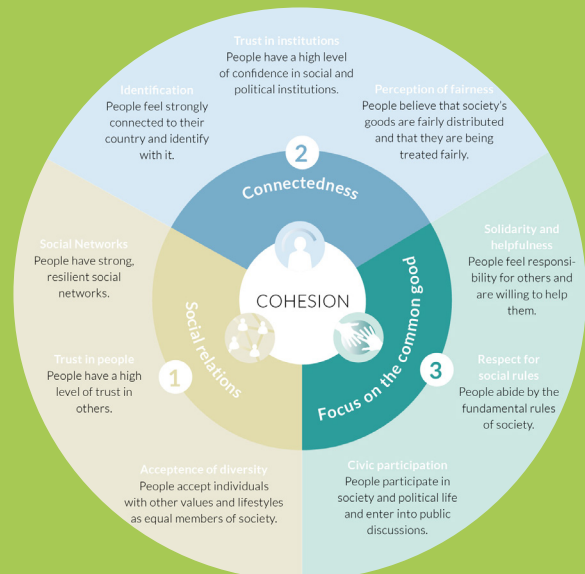 Trust in institutions
People have a high level
of confidence in social and
political institutions.
Identification
People feel strongly
connected to their
country and identify
with it.
Perception of fairness
People believe that society's
goods are fairly distributed
and that they are being
treated fairly.
2
Connectedness
Social Networks
People have strong,
resilient social
networks.
Trust in people
People have a high
level of trust in
others.
Acceptence of diversity
People accept individuals
with other values and lifestyles
as equal members of society.
1
Social relations
COHESION
Solidarity and
helpfulness
People feel responsi-
bility for others and
are willing to help
them.
Respect for
social rules
People abide by the
fundamental rules
of society.
Civic participation
People participate in
society and political life
and enter into public
discussions.
3
Focus on the common good